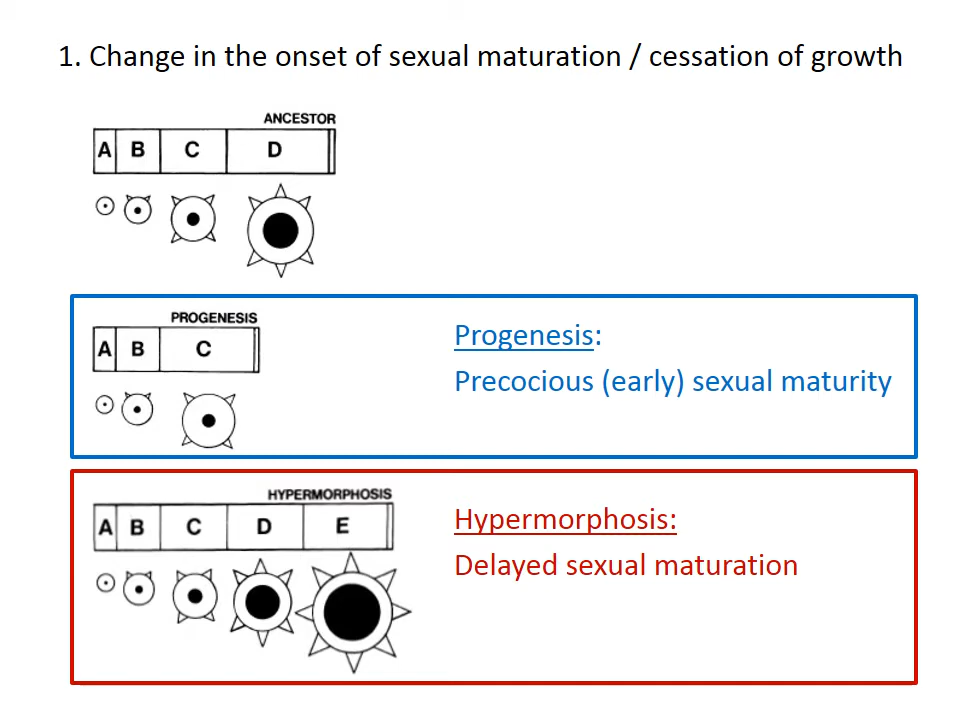 1. Change in the onset of sexual maturation / cessation of growth
ANCESTOR
A B C D
PROGENESIS
A B C
Progenesis:
Precocious (early) sexual maturity
HYPERMORPHOSIS
A B C D E
Hypermorphosis:
Delayed sexual maturation